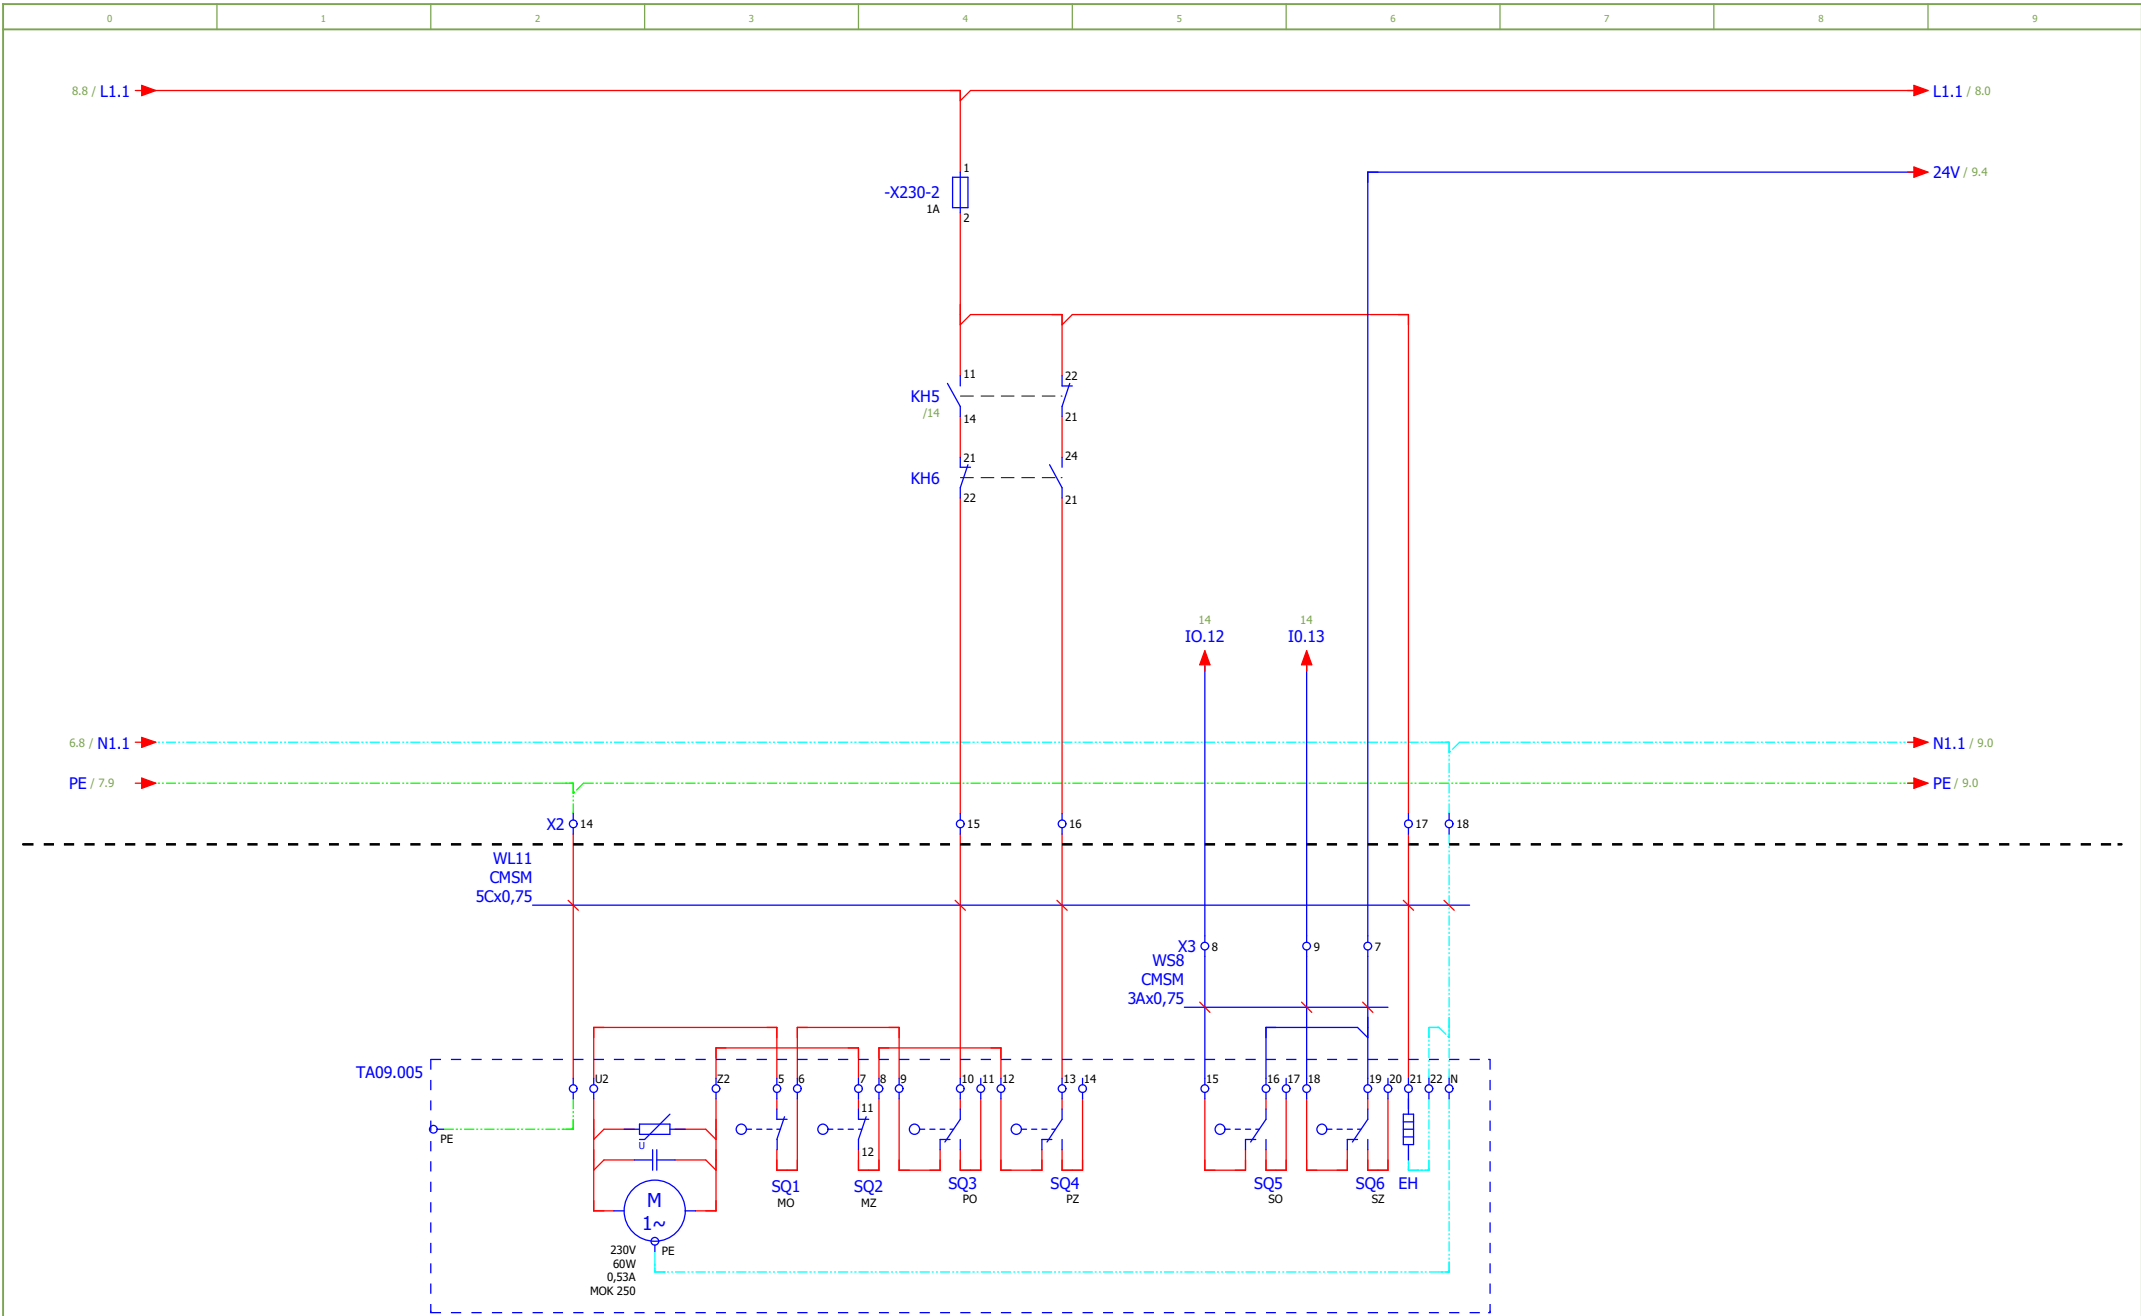 0 1 2 3 4 5 6 7 8 9
8.8 / L1.1
L1.1 / 8.0
24V / 9.4
1
-X230-2
1A
2
11
22
KH5
/14
14
21
21
24
KH6
22
21
14
14
IO.12
I0.13
6.8 / N1.1
N1.1 / 9.0
PE / 7.9
PE / 9.0
X2
14
15
16
17
18
WL11
CMSM
5Cx0,75
X3
8
9
7
WS8
CMSM
3Ax0,75
TA09.005
U2
Z2
5
6
7
8
9
10
11
12
13
14
15
16
17
18
19
20
21
22
N
11
PE
U
12
SQ1
MO
SQ2
MZ
SQ3
PO
SQ4
PZ
SQ5
SO
SQ6
SZ
EH
M
1~
PE
230V
60W
0,53A
MOK 250